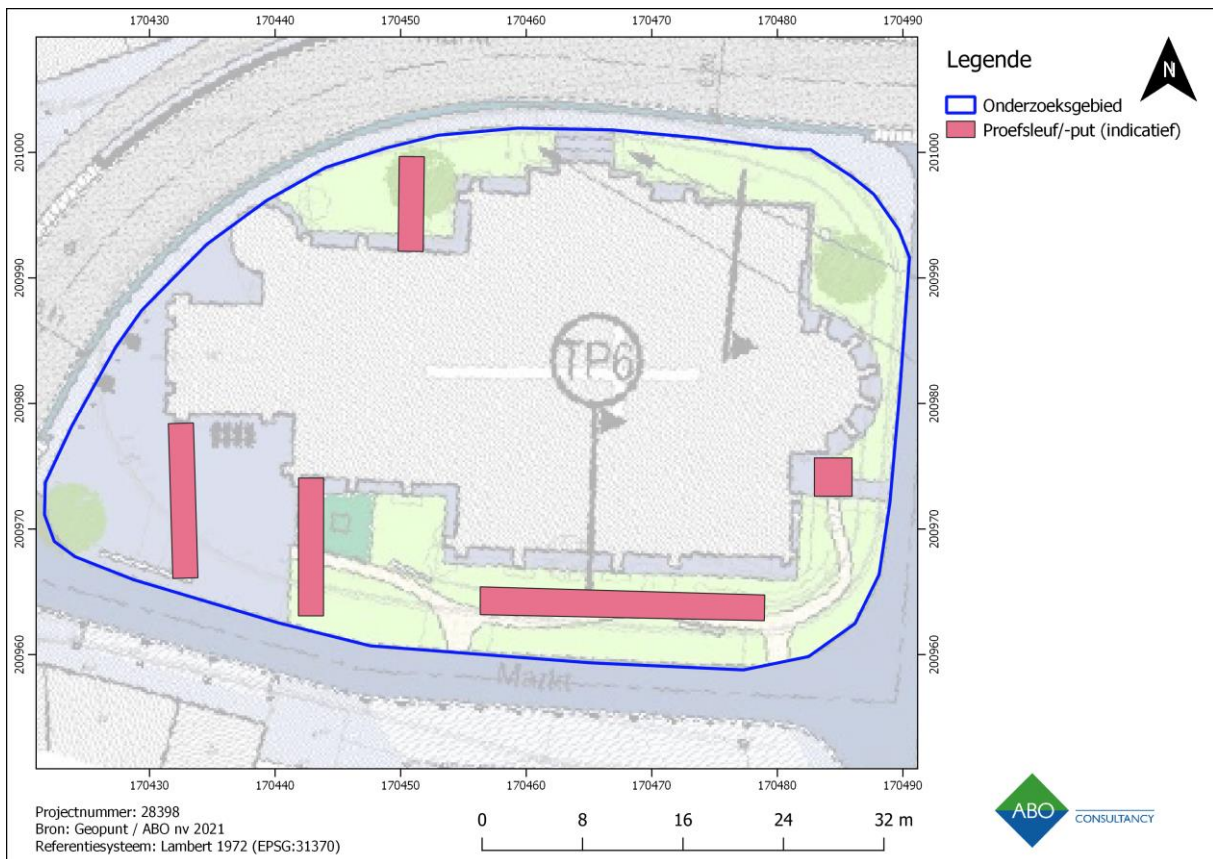 170430 170440 170450 170460 170470 170480 170490
Markt
Legende
N
Onderzoeksgebied
Proefsleuf/-put (indicatief)
201000 201000
200990 200990
TP6
200980 200980
200970 200970
200960 200960
Markt
170430 170440 170450 170460 170470 170480 170490
Projectnummer: 28398
Bron: Geopunt / ABO nv 2021
Referentiesysteem: Lambert 1972 (EPSG:31370)
0 8 16 24 32 m
ABO CONSULTANCY